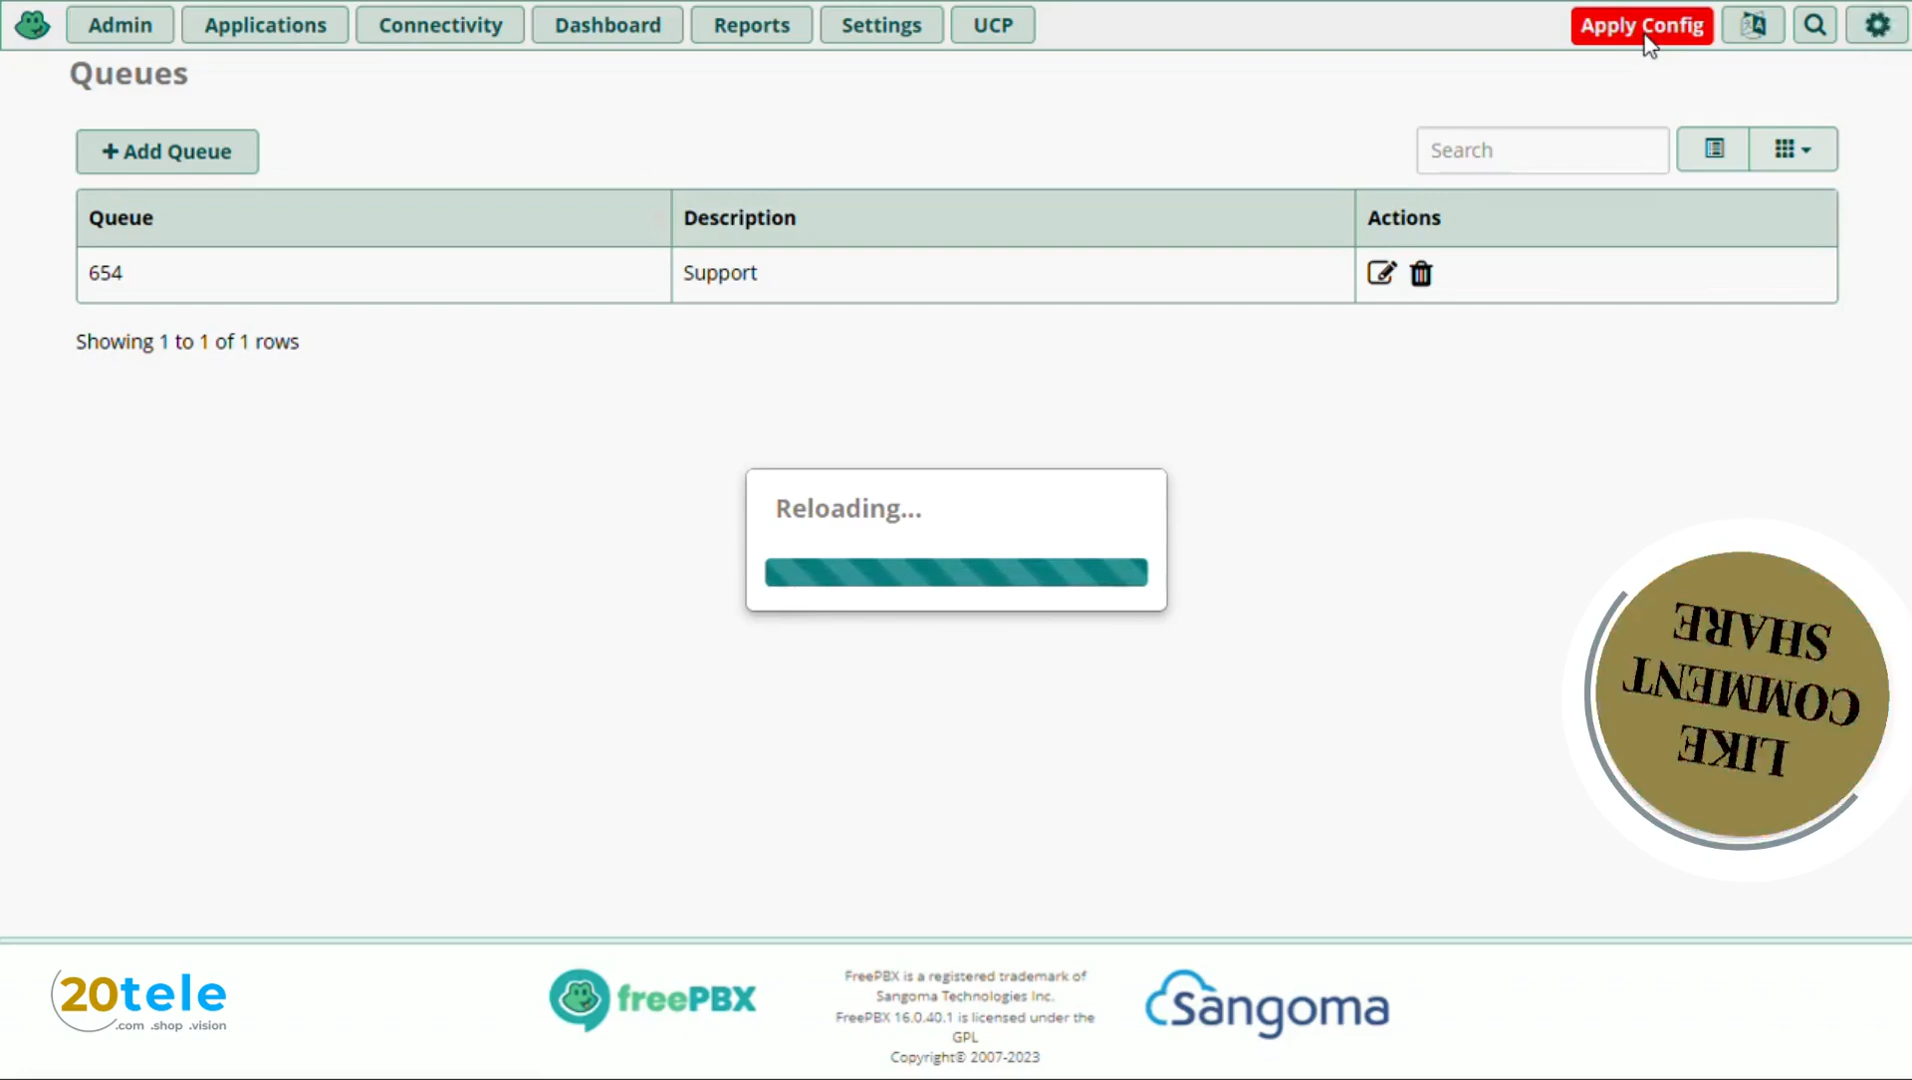 Admin Applications Connectivity Dashboard Reports Settings UCP Apply Config
Queues
+ Add Queue
Search
Queue Description Actions
654 Support
Showing 1 to 1 of 1 rows
Reloading...
LIKE
COMMENT
SHARE
20tele
.com .shop .vision
freePBX
FreePBX is a registered trademark of
Sangoma Technologies Inc.
FreePBX 16.0.40.1 is licensed under the
GPL
Copyright© 2007-2023
Sangoma